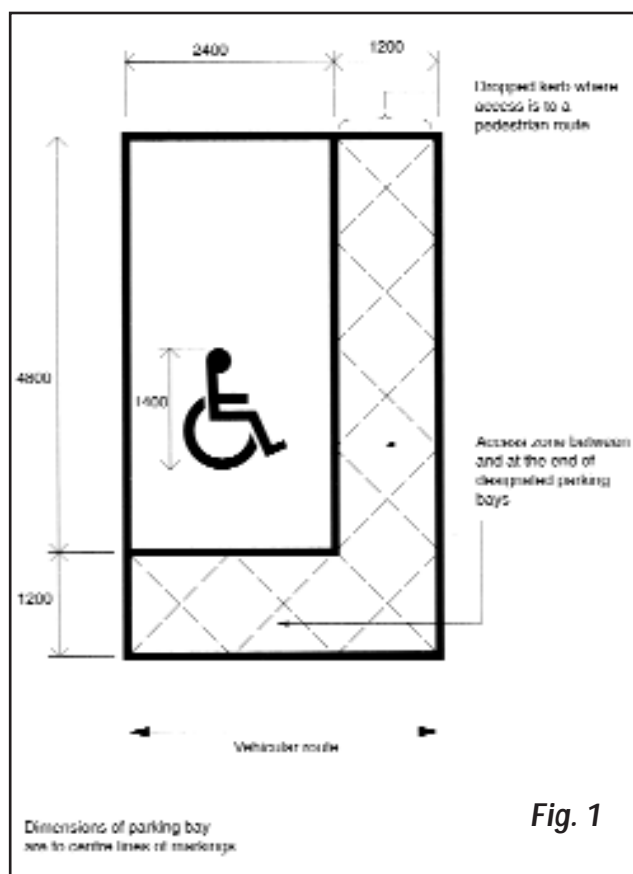 2400
1200
Dropped kerb where
access is to a
pedestrian route
4800
1400
Access zone between
and at the end of
designated parking
bays
1200
Vehicular route
Dimensions of parking bay
are to centre lines of markings
Fig. 1